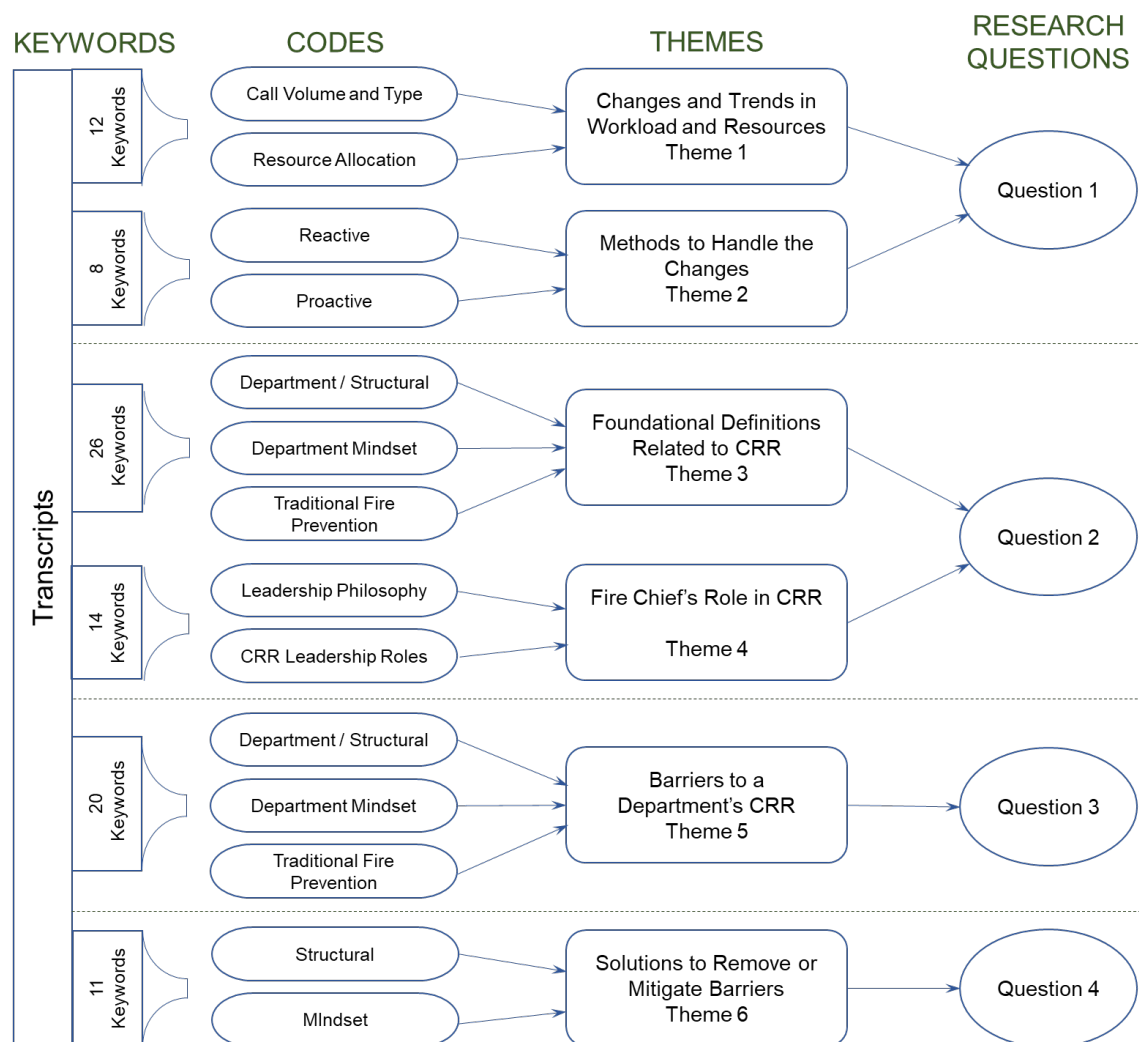 KEYWORDS
CODES
THEMES
RESEARCH
QUESTIONS
Transcripts
12
Keywords
Call Volume and Type
Resource Allocation
Changes and Trends in
Workload and Resources
Theme 1
Question 1
8
Keywords
Reactive
Proactive
Methods to Handle the
Changes
Theme 2
26
Keywords
Department / Structural
Department Mindset
Traditional Fire
Prevention
Foundational Definitions
Related to CRR
Theme 3
Question 2
14
Keywords
Leadership Philosophy
CRR Leadership Roles
Fire Chief’s Role in CRR
Theme 4
20
Keywords
Department / Structural
Department Mindset
Traditional Fire
Prevention
Barriers to a
Department’s CRR
Theme 5
Question 3
11
Keywords
Structural
MIndset
Solutions to Remove or
Mitigate Barriers
Theme 6
Question 4